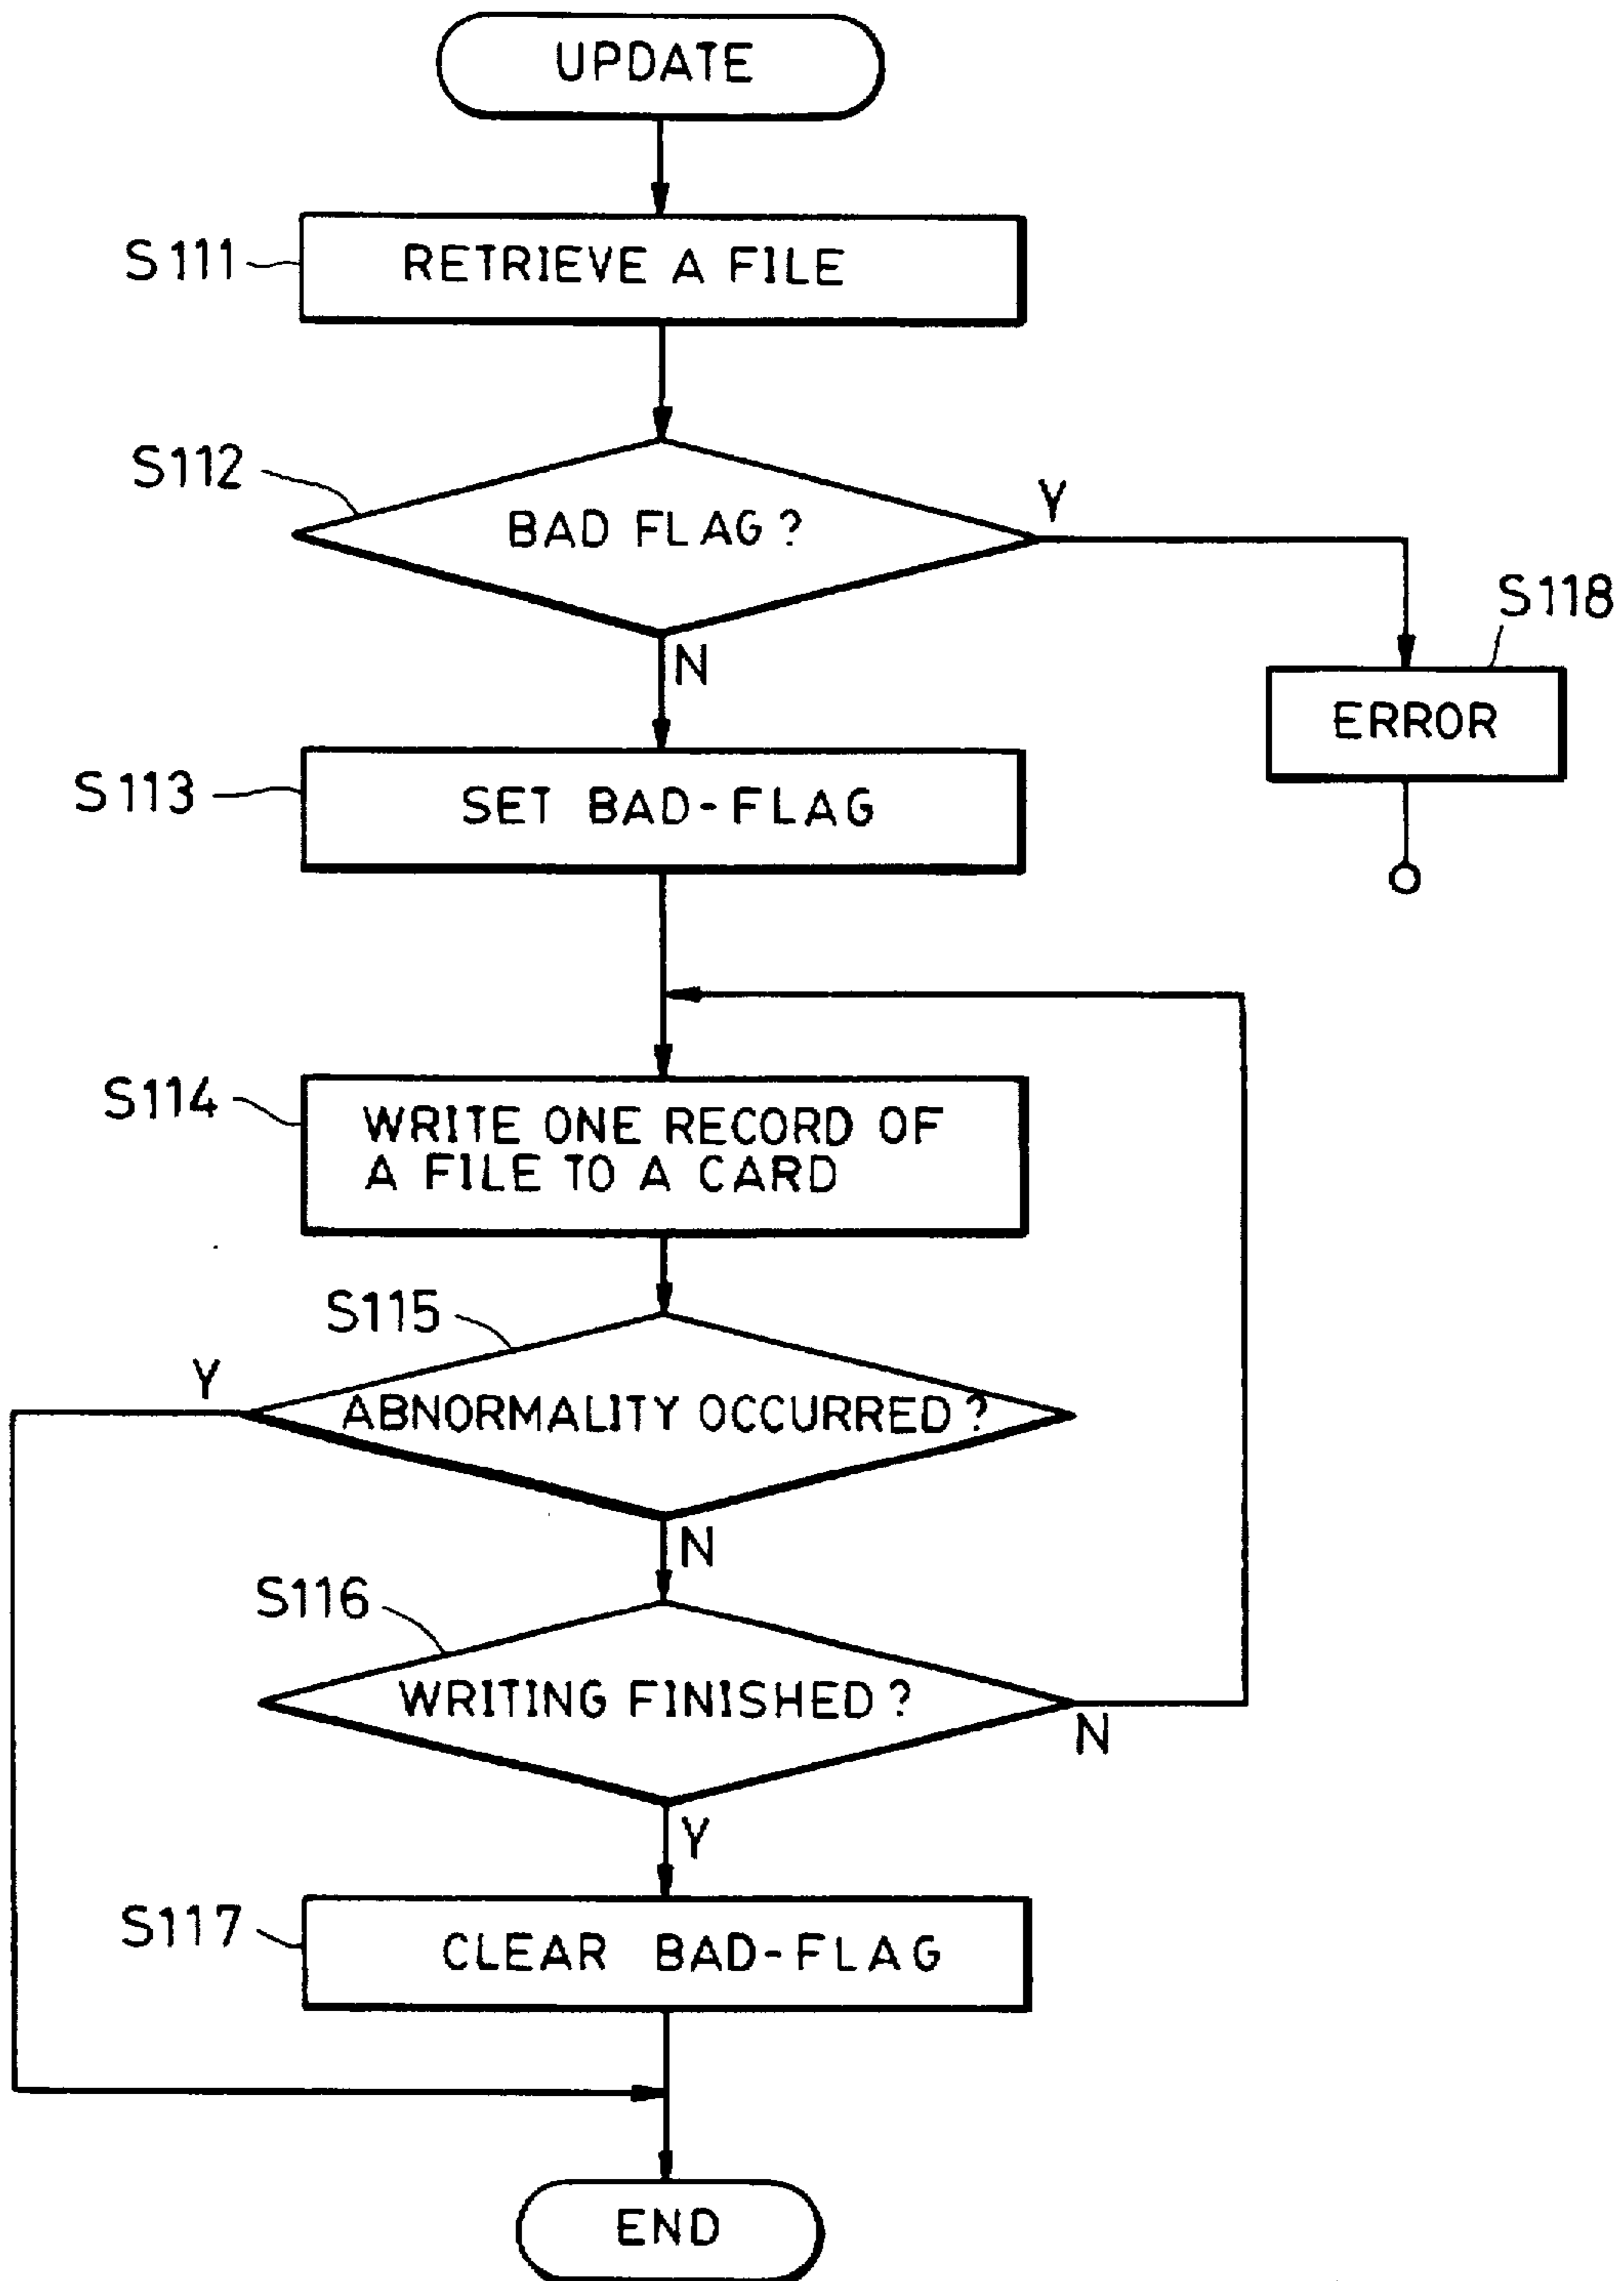 UPDATE
S111
RETRIEVE A FILE
S112
BAD FLAG?
Y
S118
N
ERROR
S113
SET BAD-FLAG
S114
WRITE ONE RECORD OF
A FILE TO A CARD
S115
Y
ABNORMALITY OCCURRED?
N
S116
WRITING FINISHED?
N
Y
S117
CLEAR BAD-FLAG
END